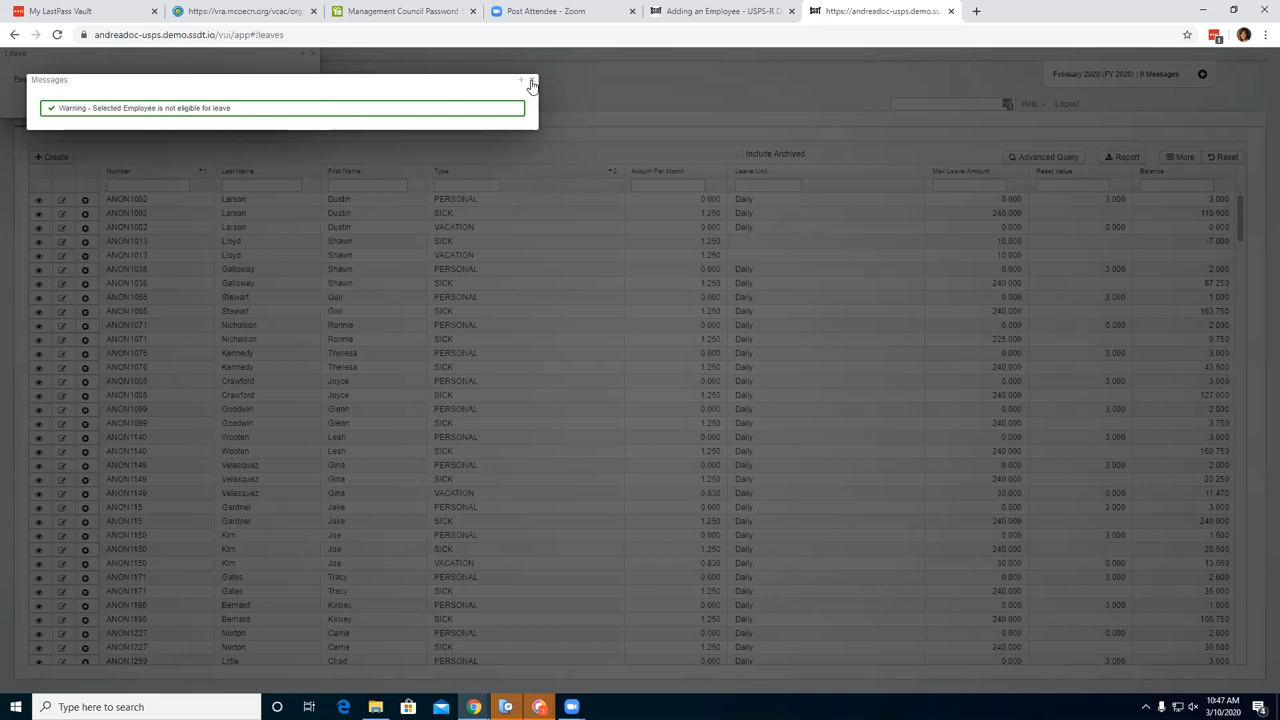 My LastPass Vault
https://vra.mcoecn.org/vcac/org
Management Council Password S
Post Attendee - Zoom
Adding an Employee - USPS-R D
https://andreadoc-usps.demo.ssd
andreadoc-usps.demo.ssdt.io/vui/app#!leaves
1
Leave
Messages
February 2020 (FY 2020) | 0 Messages
Warning - Selected Employee is not eligible for leave
Help
Logout
Create
Include Archived
Advanced Query
Report
More
Reset
Number Last Name First Name Type Accum Per Month Leave Unit Max Leave Amount Reset Value Balance
ANON1002 Larson Dustin PERSONAL 0.000 Daily 0.000 3.000 3.000
ANON1002 Larson Dustin SICK 1.250 Daily 240.000 110.900
ANON1002 Larson Dustin VACATION 0.000 Daily 0.000 0.000 0.000
ANON1013 Lloyd Shawn SICK 1.250 10.000 -7.000
ANON1013 Lloyd Shawn VACATION 1.250 10.000
ANON1038 Galloway Shawn PERSONAL 0.000 Daily 0.000 3.000 2.000
ANON1038 Galloway Shawn SICK 1.250 Daily 240.000 87.250
Stewart Gail PERSONAL 0.000 Daily 0.000 3.000 1.000
Stewart Gail SICK 1.250 Daily 240.000 163.750
ANON1071 Nicholson Ronnie PERSONAL 0.000 Daily 0.000 0.000 2.000
ANON1071 Nicholson Ronnie SICK 1.250 Daily 225.000 9.750
ANON1076 Kennedy Theresa PERSONAL 0.000 Daily 0.000 3.000 3.000
ANON1076 Kennedy Theresa SICK 1.250 Daily 240.000 43.500
Crawford Joyce PERSONAL 0.000 Daily 0.000 3.000 3.000
Crawford Joyce SICK 1.250 Daily 240.000 127.000
ANON1099 Goodwin Glenn PERSONAL 0.000 Daily 0.000 3.000 3.000
ANON1099 Goodwin Glenn SICK 1.250 Daily 240.000 3.750
ANON1140 Wooten Leah PERSONAL 0.000 Daily 0.000 3.000 3.000
ANON1140 Wooten Leah SICK 1.250 Daily 240.000 169.750
ANON1149 Velasquez Gina PERSONAL 0.000 Daily 0.000 3.000 2.000
ANON1149 Velasquez Gina SICK 1.250 Daily 240.000 20.250
ANON1149 Velasquez Gina VACATION 0.830 Daily 30.000 0.000 11.470
ANON115 Gardner Jake PERSONAL 0.000 Daily 0.000 3.000 3.000
ANON115 Gardner Jake SICK 1.250 Daily 240.000 240.000
ANON1150 Kim Joe PERSONAL 0.000 Daily 0.000 3.000 1.500
ANON1150 Kim Joe SICK 1.250 Daily 240.000 28.500
ANON1150 Kim Joe VACATION 0.830 Daily 30.000 0.000
ANON1171 Gates Tracy PERSONAL 0.000 Daily 0.000 3.000 2.000
ANON1171 Gates Tracy SICK 1.250 Daily 240.000 35.000
Bernard Kelsey PERSONAL 0.000 Daily 0.000 3.000 1.000
Bernard Kelsey SICK 1.250 Daily 240.000 108.750
ANON1227 Norton Carrie PERSONAL 0.000 Daily 0.000 0.000 2.000
ANON1227 Norton Carrie SICK 1.250 Daily 240.000 30.500
ANON1259 Little Chad PERSONAL 0.000 Daily 0.000 3.000 3.000
Type here to search
10:47 AM
3/10/2020
4